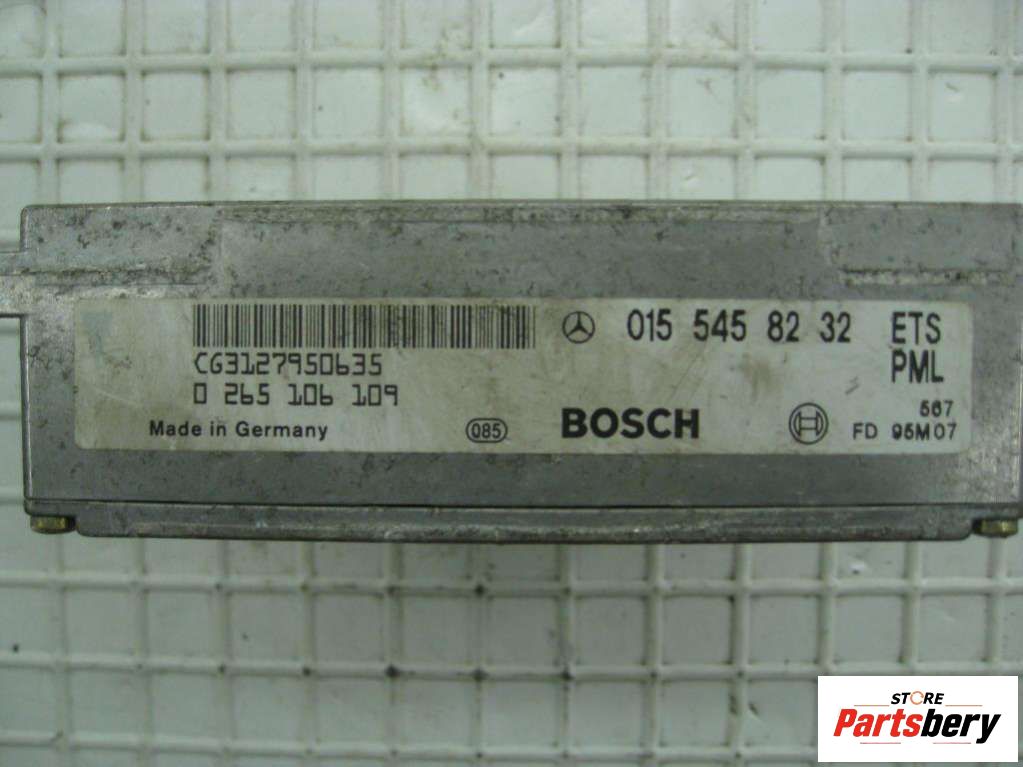 015 545 82 32 ETS
PML
CG3127950635
0 265 106 109
Made in Germany
085
BOSCH
567
FD 95M07
STORE
Partsbery